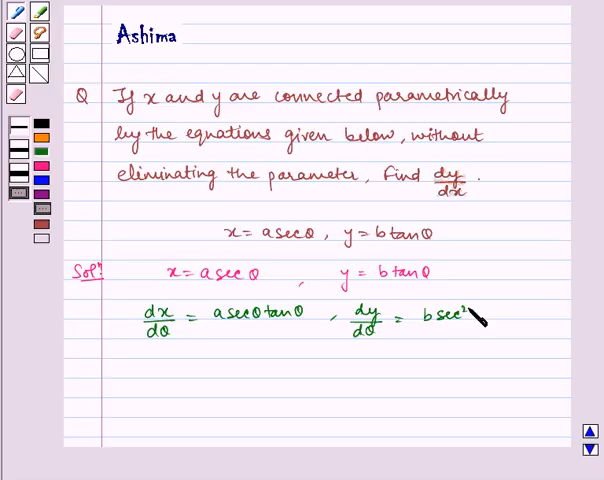 Ashima
Q If x and y are connected parametrically
by the equations given below, without
eliminating the parameter, find dy/dx.
x = a secθ, y = b tanθ
Solⁿ: x = a secθ, y = b tanθ
dx/dθ = a secθ tanθ, dy/dθ = b sec²